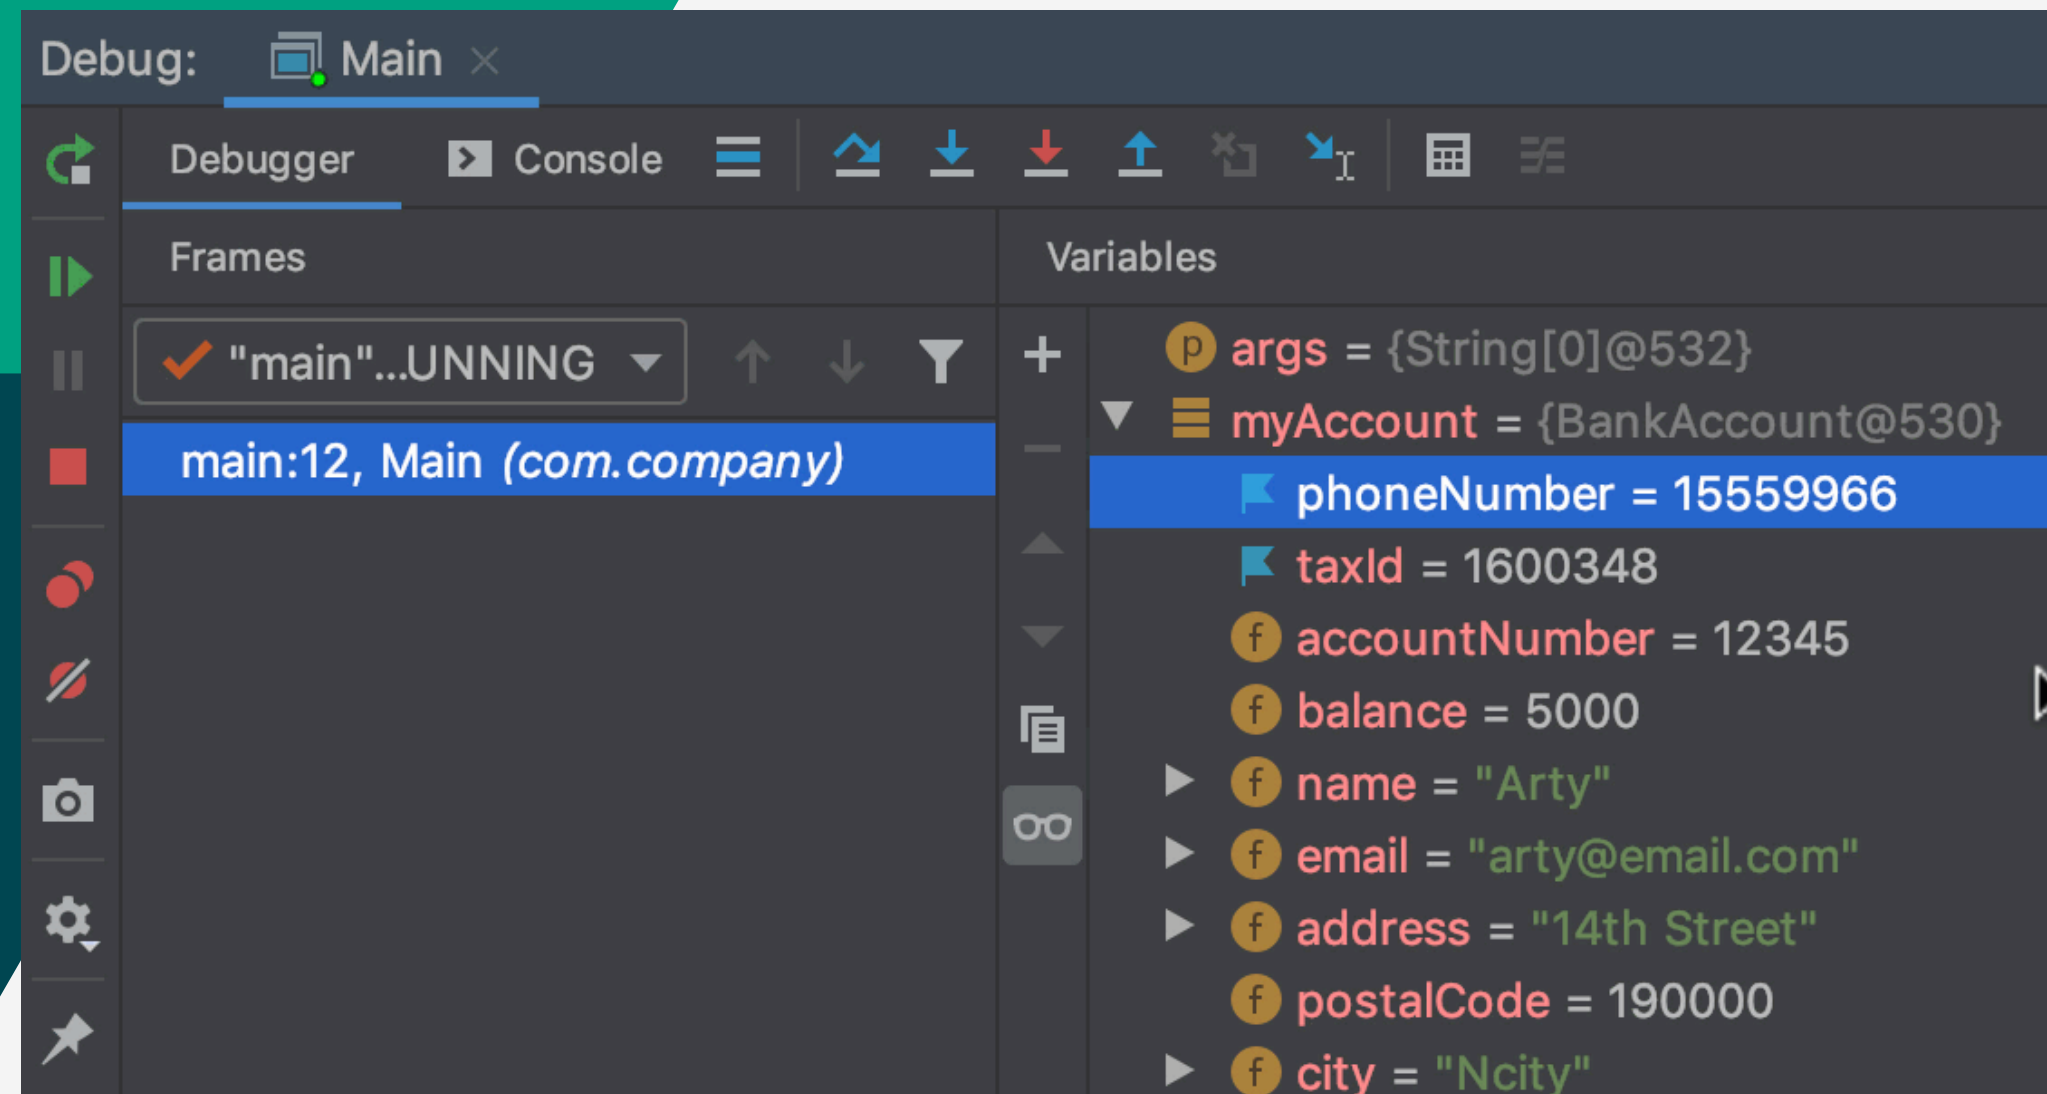 Debug: Main
Debugger Console
Frames
Variables
"main"...UNNING
main:12, Main (com.company)
args = {String[0]@532}
myAccount = {BankAccount@530}
phoneNumber = 15559966
taxId = 1600348
accountNumber = 12345
balance = 5000
name = "Arty"
email = "arty@email.com"
address = "14th Street"
postalCode = 190000
city = "Ncity"